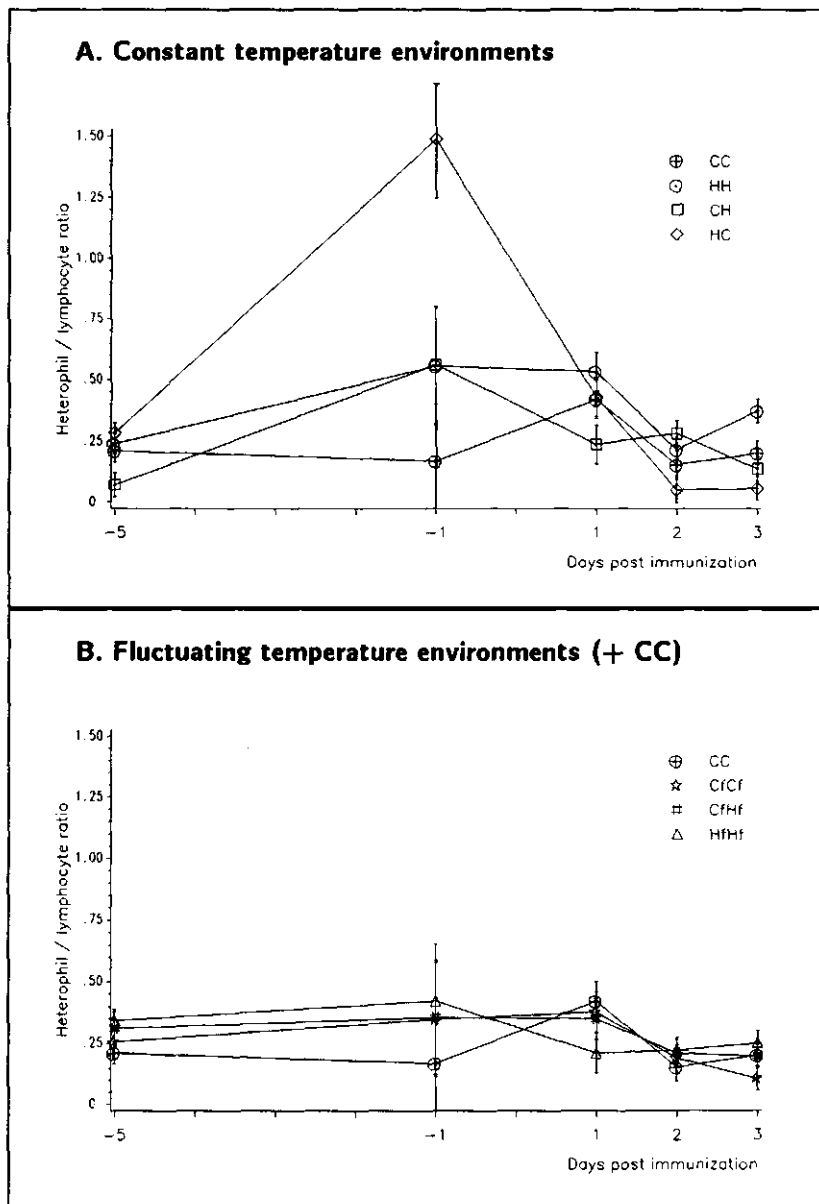 A. Constant temperature environments
Heterophil / lymphocyte ratio
1.50
1.25
1.00
.75
.50
.25
0
-5
-1
1
2
3
Days post immunization
CC
HH
CH
HC
B. Fluctuating temperature environments (+ CC)
Heterophil / lymphocyte ratio
1.50
1.25
1.00
.75
.50
.25
0
-5
-1
1
2
3
Days post immunization
CC
CfCf
CfHf
HfHf